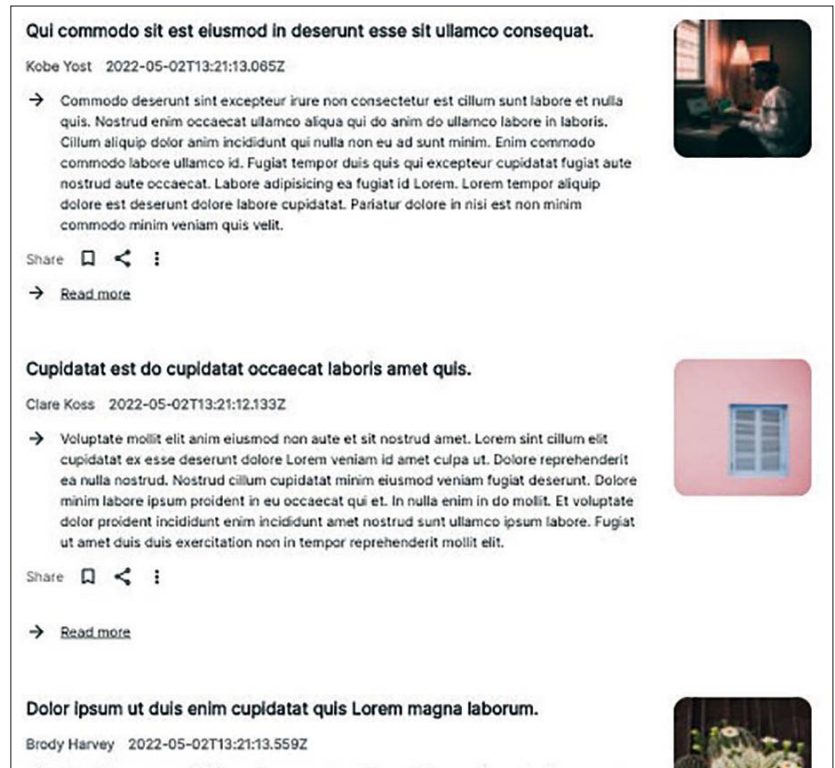 Qui commodo sit est eiusmod in deserunt esse sit ullamco consequat.
Kobe Yost 2022-05-02T13:21:13.065Z
→ Commodo deserunt sint excepteur irure non consectetur est cillum sunt labore et nulla
quis. Nostrud enim occaecat ullamco aliqua qui do anim do ullamco labore in laboris.
Cillum aliquip dolor anim incididunt qui nulla non eu ad sunt minim. Enim commodo
commodo labore ullamco id. Fugiat tempor duis quis qui excepteur cupidatat fugiat aute
nostrud aute occaecat. Labore adipisicing ea fugiat id Lorem. Lorem tempor aliquip
dolore est deserunt dolore labore cupidatat. Pariatur dolore in nisi est non minim
commodo minim veniam quis velit.
Share
→ Read more
Cupidatat est do cupidatat occaecat laboris amet quis.
Clare Koss 2022-05-02T13:21:12.133Z
→ Voluptate mollit elit anim eiusmod non aute et sit nostrud amet. Lorem sint cillum elit
cupidatat ex esse deserunt dolore Lorem veniam id amet culpa ut. Dolore reprehenderit
ea nulla nostrud. Nostrud cillum cupidatat minim eiusmod veniam fugiat deserunt. Dolore
minim labore ipsum proident in eu occaecat qui et. In nulla enim in do mollit. Et voluptate
dolor proident incididunt enim incididunt amet nostrud sunt ullamco ipsum labore. Fugiat
ut amet duis duis exercitation non in tempor reprehenderit mollit elit.
Share
→ Read more
Dolor ipsum ut duis enim cupidatat quis Lorem magna laborum.
Brody Harvey 2022-05-02T13:21:13.559Z